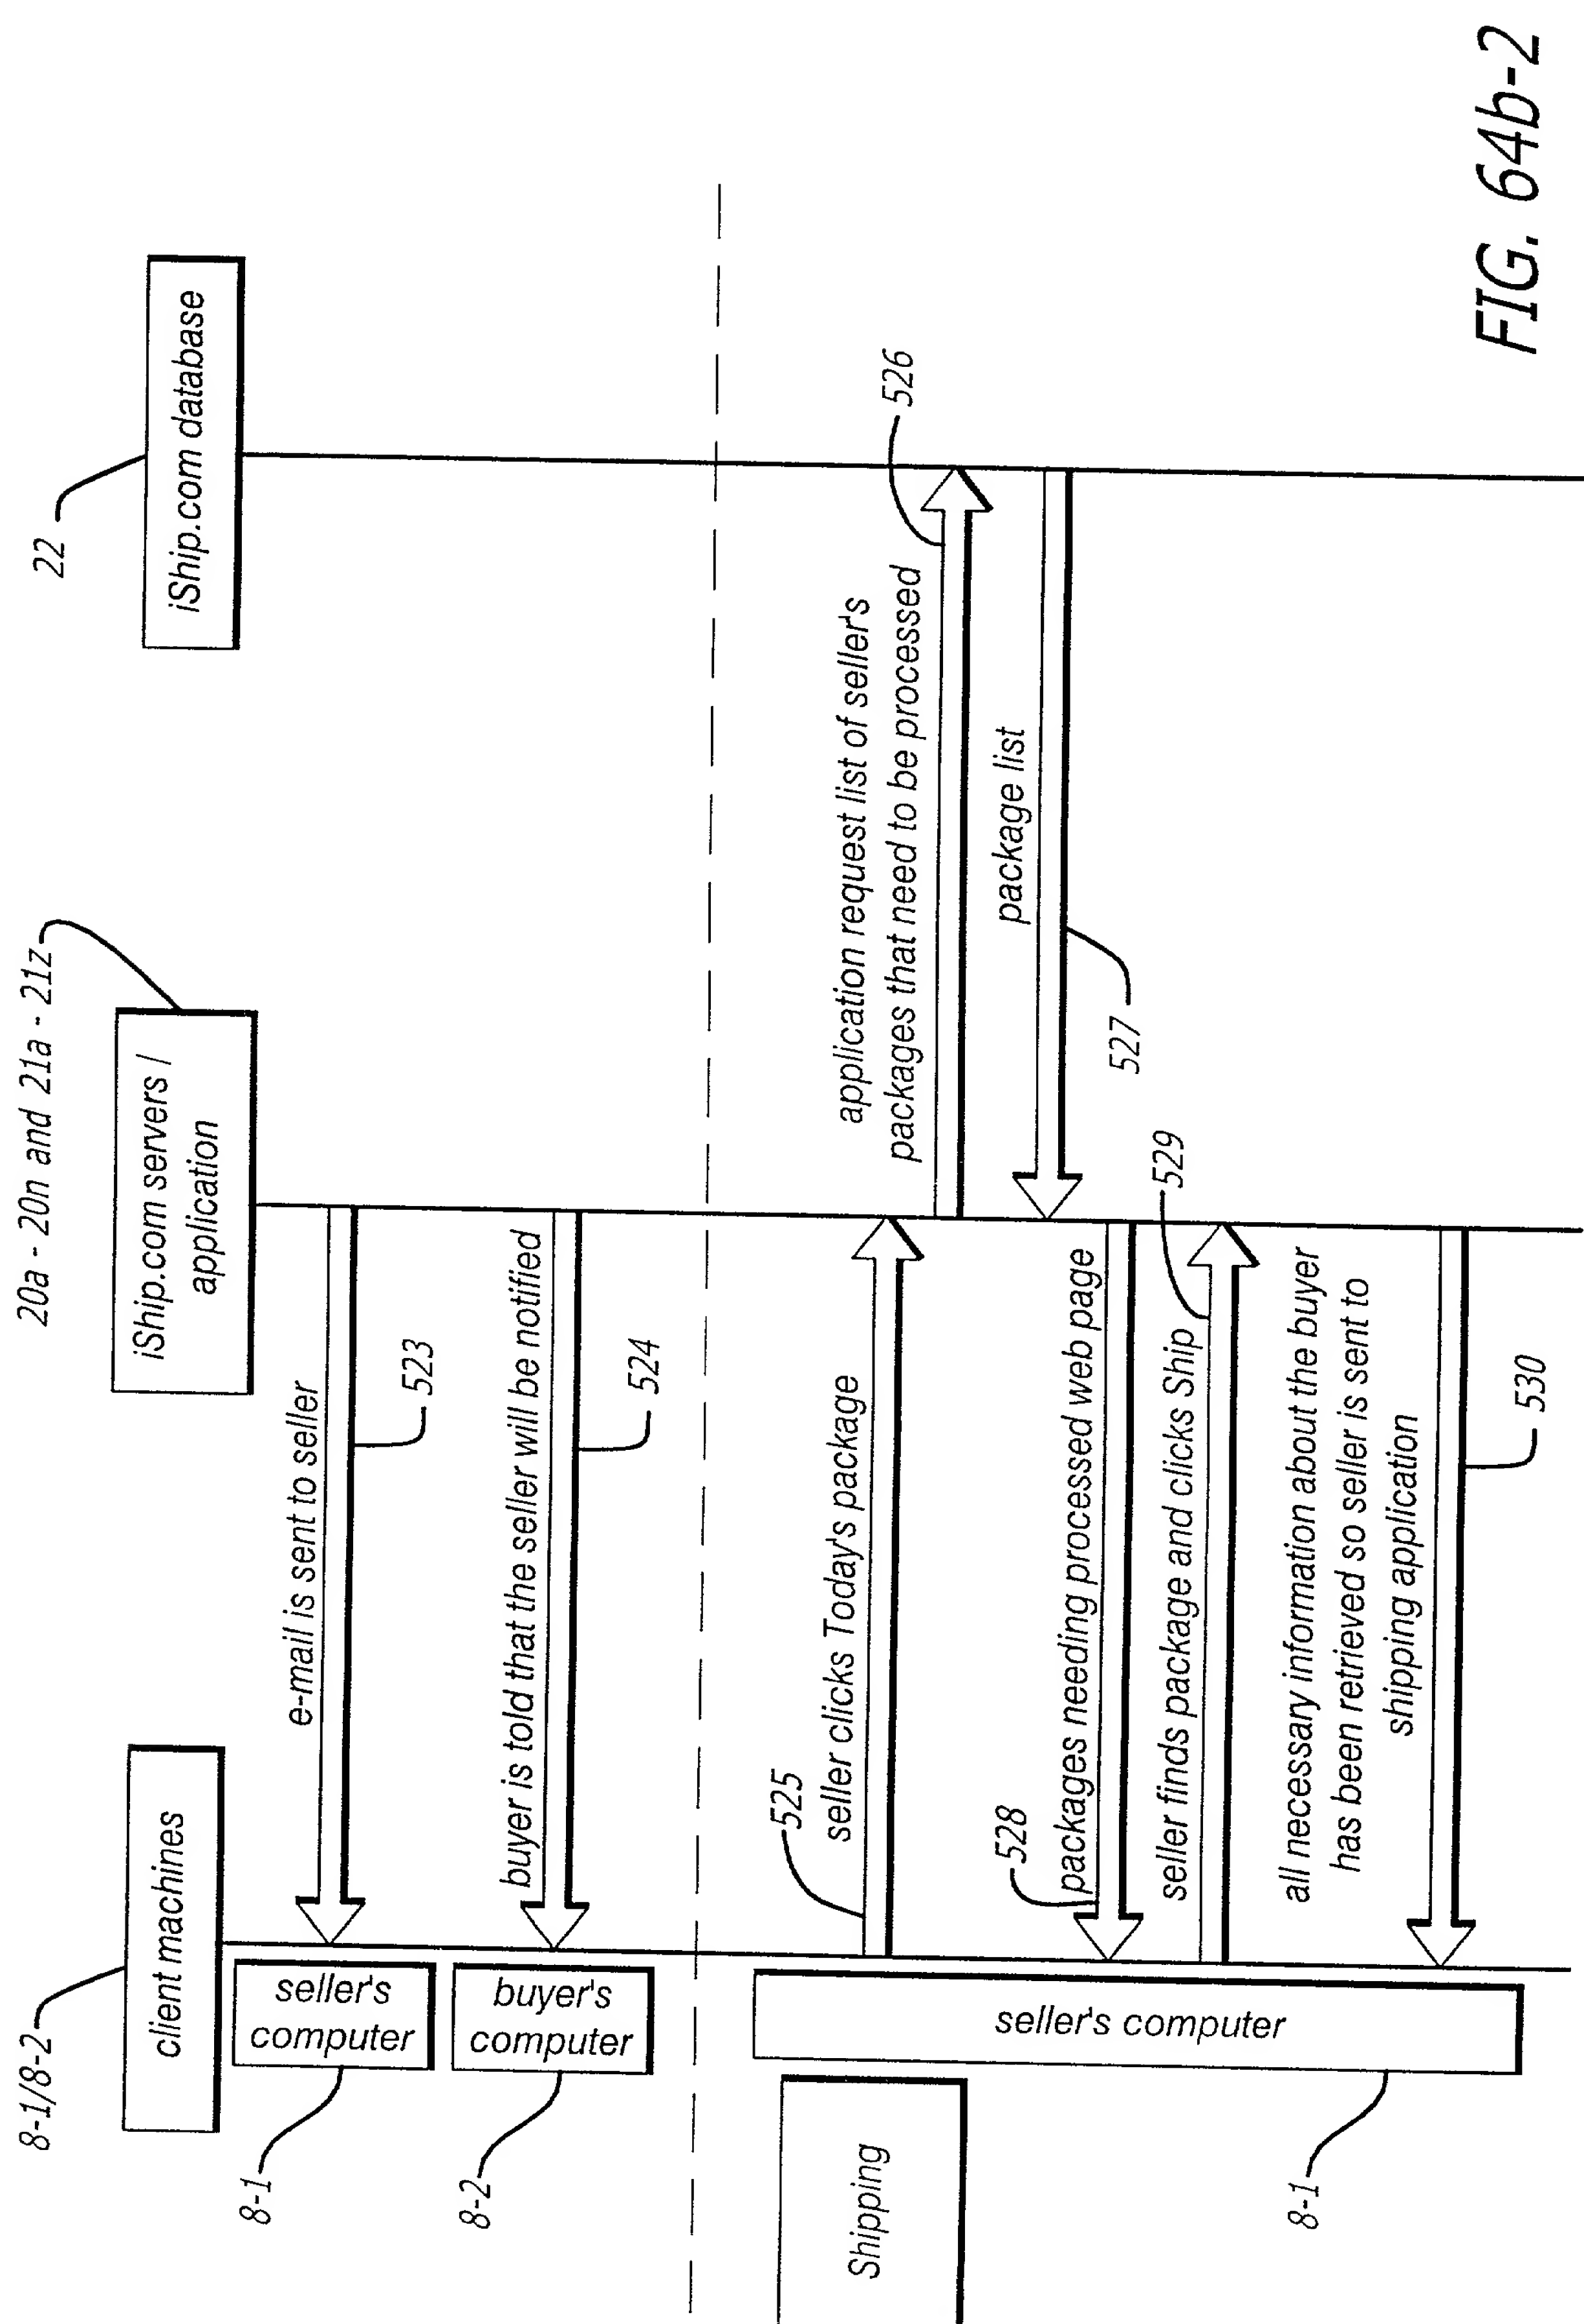 8-1/8-2
20a - 20n and 21a - 21z
22
client machines
iShip.com servers /
application
iShip.com database
seller's
computer
8-1
e-mail is sent to seller
523
buyer's
computer
8-2
buyer is told that the seller will be notified
524
Shipping
seller's computer
8-1
525
seller clicks Today's package
application request list of seller's
packages that need to be processed
526
package list
527
528
packages needing processed web page
seller finds package and clicks Ship
529
all necessary information about the buyer
has been retrieved so seller is sent to
shipping application
530
FIG. 64b-2